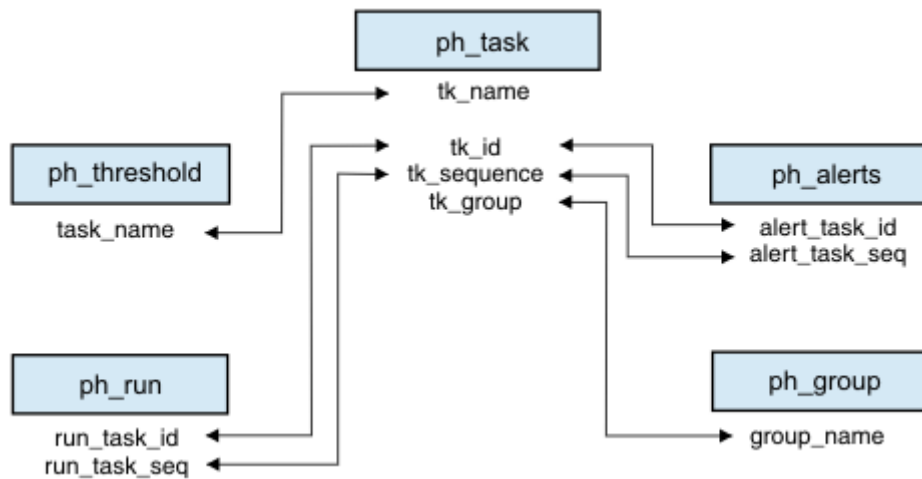 ph_task
tk_name
tk_id
tk_sequence
tk_group
ph_threshold
task_name
ph_alerts
alert_task_id
alert_task_seq
ph_run
run_task_id
run_task_seq
ph_group
group_name